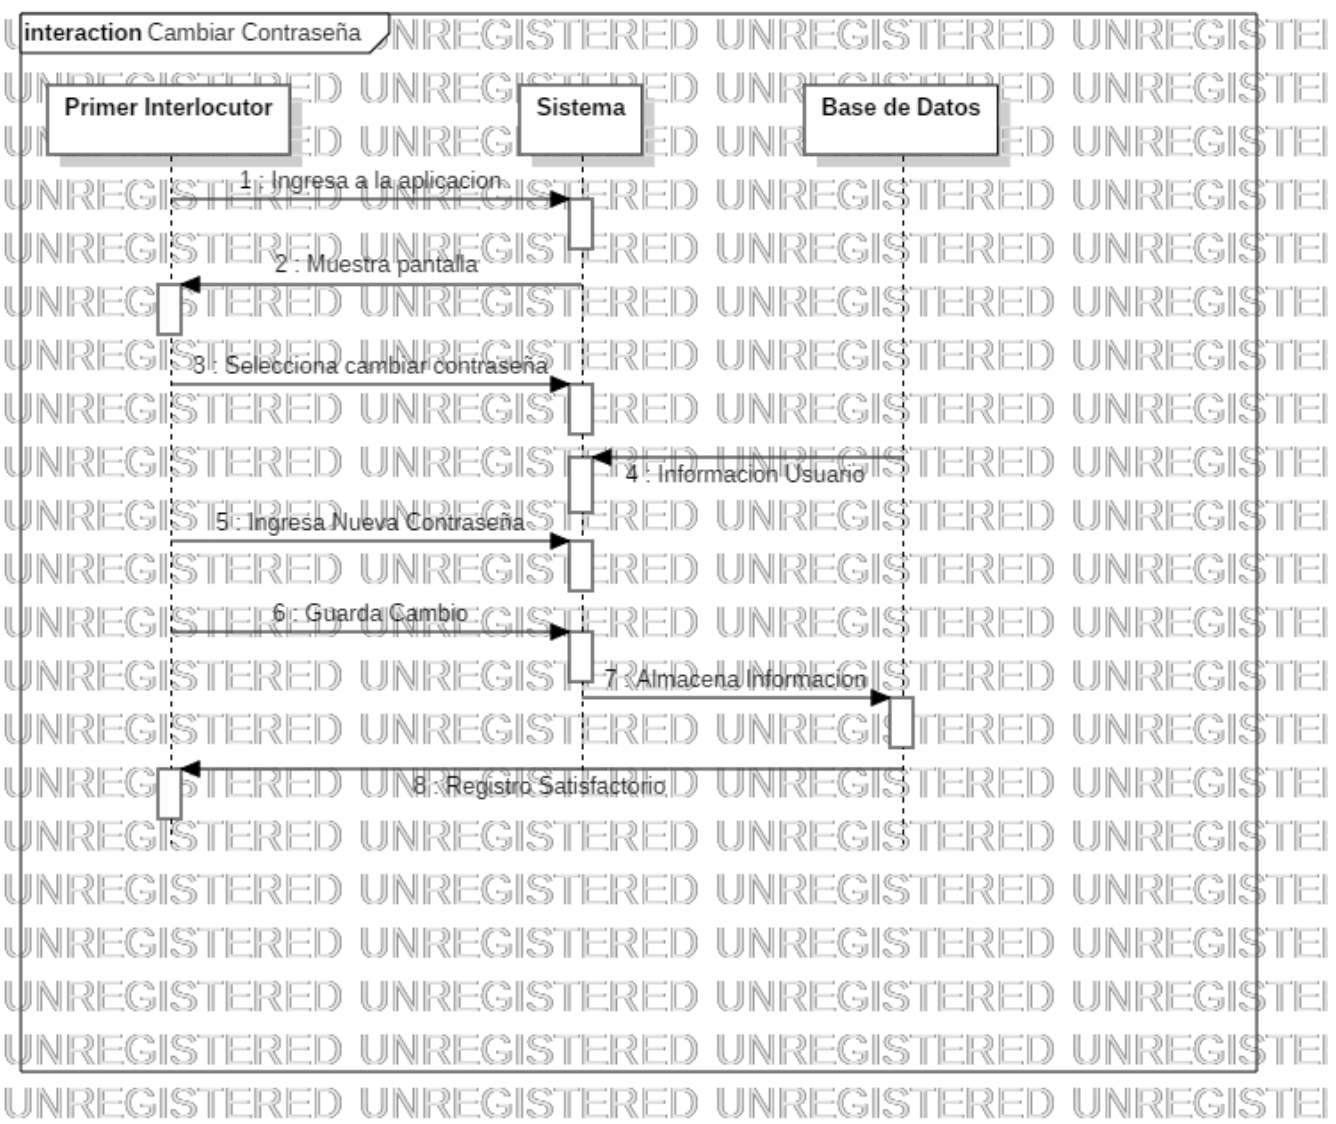 interaction Cambiar Contraseña
Primer Interlocutor
Sistema
Base de Datos
1 : Ingresa a la aplicacion
2 : Muestra pantalla
3 : Selecciona cambiar contraseña
4 : Informacion Usuario
5 : Ingresa Nueva Contraseña
6 : Guarda Cambio
7 : Almacena Informacion
8 : Registro Satisfactorio
UNREGISTERED UNREGISTERED UNREGISTERED